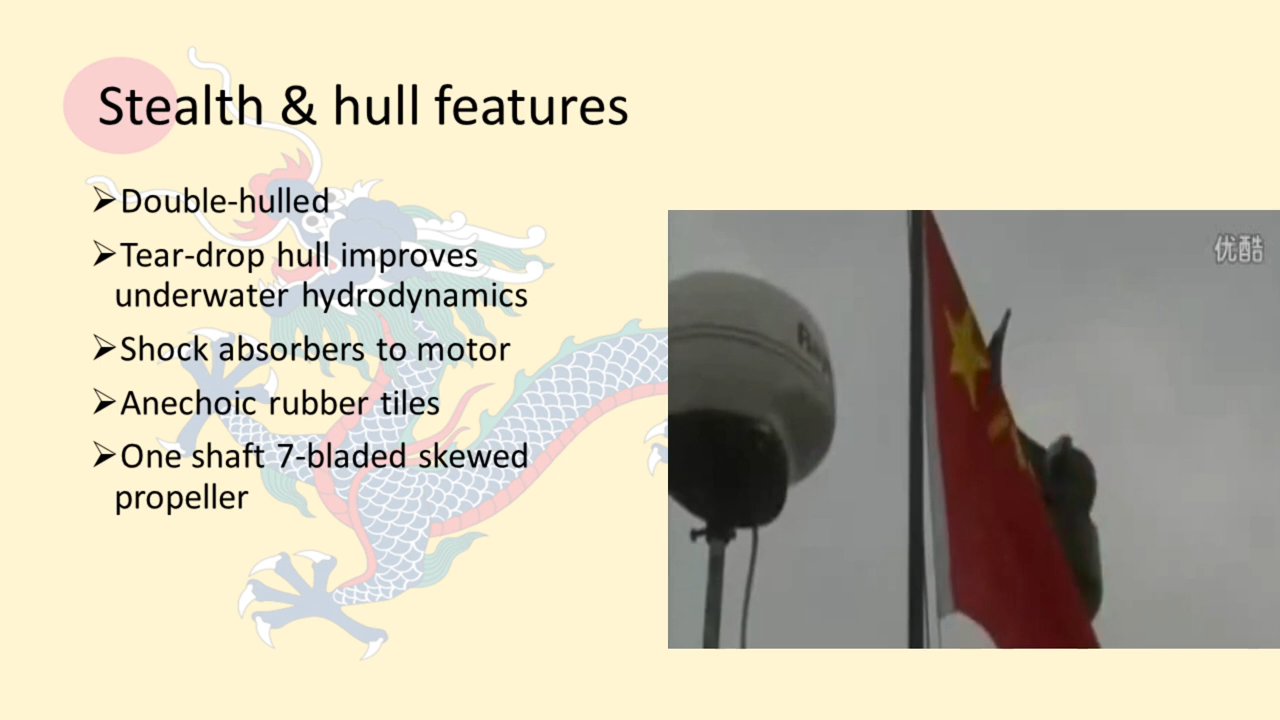 Stealth & hull features
➢Double-hulled
➢Tear-drop hull improves
underwater hydrodynamics
➢Shock absorbers to motor
➢Anechoic rubber tiles
➢One shaft 7-bladed skewed
propeller
优酷